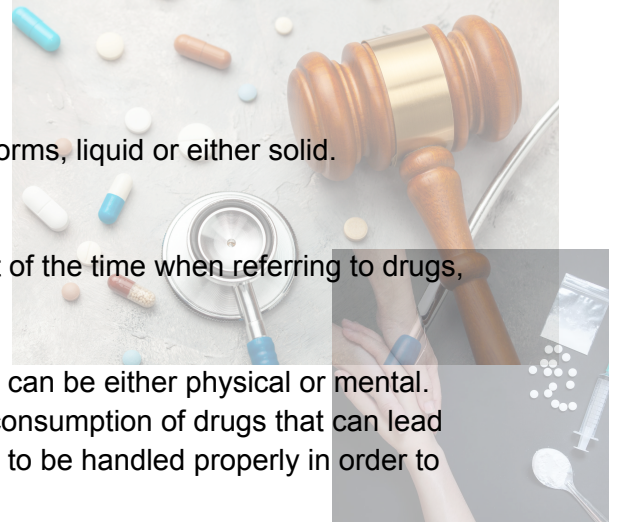 orms, liquid or either solid.
of the time when referring to drugs,
can be either physical or mental.
consumption of drugs that can lead
to be handled properly in order to